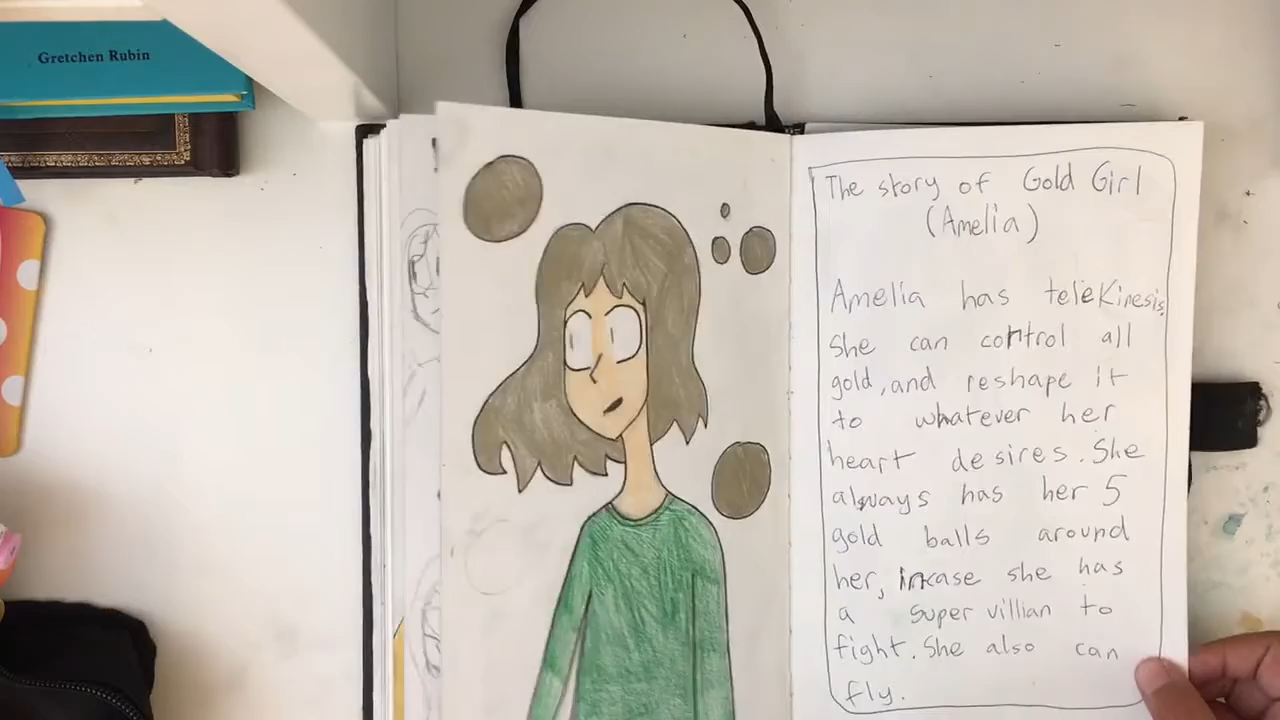 Gretchen Rubin
The story of Gold Girl
(Amelia)
Amelia has telekinesis.
She can control all
gold, and reshape it
to whatever her
heart desires. She
always has her 5
gold balls around
her, incase she has
a super villian to
fight. She also can
fly.